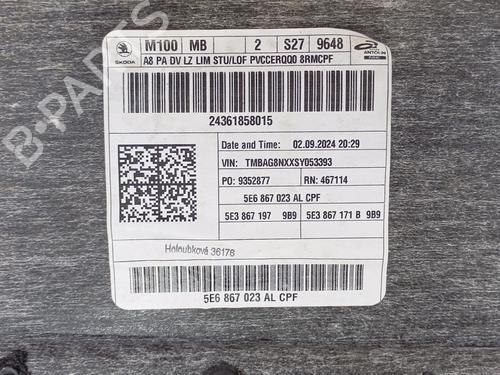 SKODA M100 MB 2 S27 9648 ANTOLIN
A8 PA DV LZ LIM STU/LOF PVCCERQQ0 8RMCPF
24361858015
Date and Time: 02.09.2024 20:29
VIN: TMBAG8NXXSY053393
PO: 9352877 RN: 467114
5E6 867 023 AL CPF
5E3 867 197 9B9 5E3 867 171 B 9B9
Holoubková 36178
5E6 867 023 AL CPF